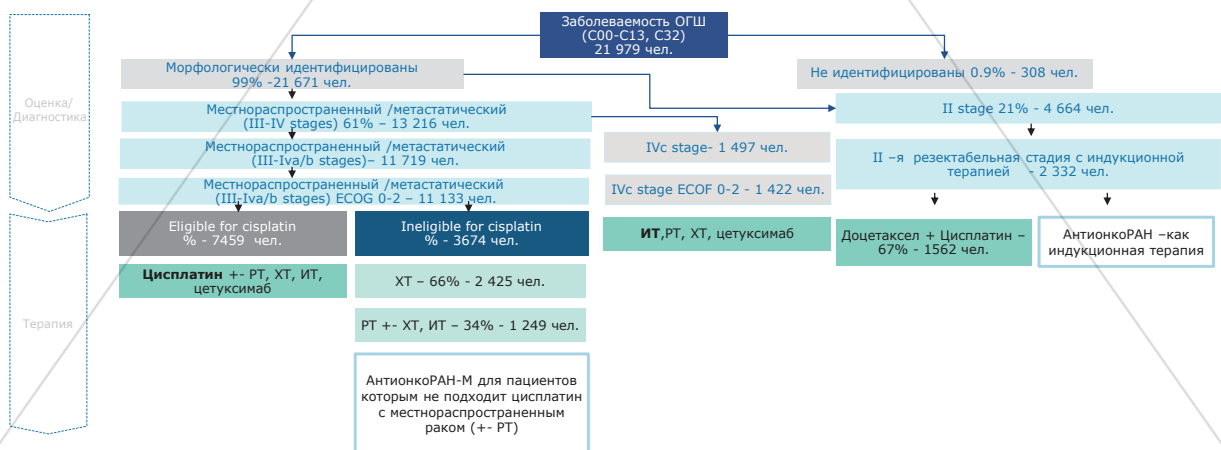 Заболеваемость ОГШ
(C00-C13, C32)
21 979 чел.
Морфологически идентифицированы
99% -21 671 чел.
Не идентифицированы 0.9% - 308 чел.
Оценка/
Диагностика
Местнораспространенный /метастатический
(III-IV stages) 61% – 13 216 чел.
II stage 21% - 4 664 чел.
Местнораспространенный /метастатический
(III-Iva/b stages)– 11 719 чел.
IVc stage- 1 497 чел.
II –я резектабельная стадия с индукционной
терапией - 2 332 чел.
Местнораспространенный /метастатический
(III-Iva/b stages) ECOG 0-2 – 11 133 чел.
IVc stage ECOF 0-2 - 1 422 чел.
Eligible for cisplatin
% - 7459 чел.
Ineligible for cisplatin
% - 3674 чел.
ИТ,РТ, ХТ, цетуксимаб
Доцетаксел + Цисплатин –
67% - 1562 чел.
АнтионкоРАН –как
индукционная терапия
Терапия
Цисплатин +- РТ, ХТ, ИТ,
цетуксимаб
ХТ – 66% - 2 425 чел.
РТ +- ХТ, ИТ – 34% - 1 249 чел.
АнтионкоРАН-М для пациентов
которым не подходит цисплатин
с местнораспространенным
раком (+- РТ)